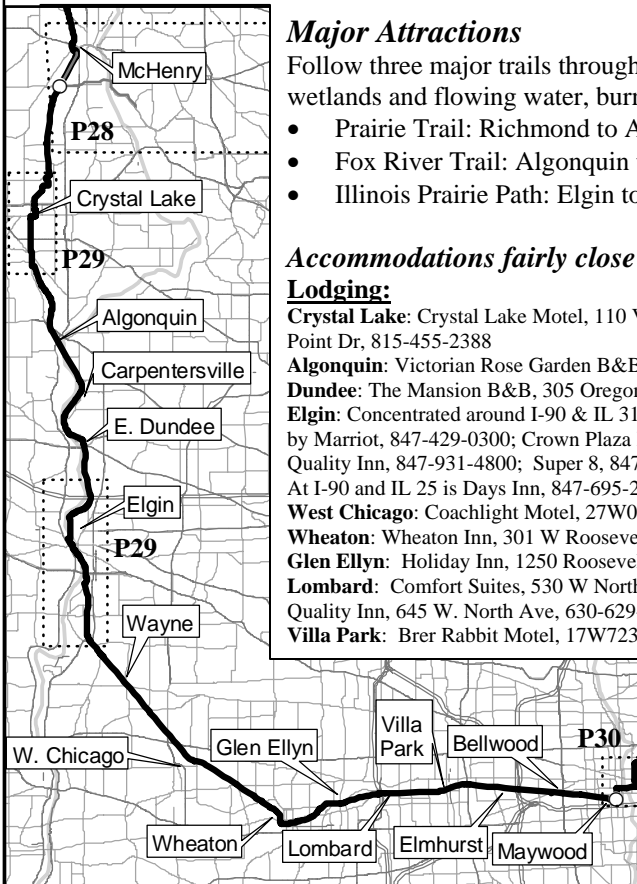 Major Attractions
Follow three major trails through
wetlands and flowing water, burn
• Prairie Trail: Richmond to A
• Fox River Trail: Algonquin
• Illinois Prairie Path: Elgin to
Accommodations fairly close
Lodging:
Crystal Lake: Crystal Lake Motel, 110 V
Point Dr, 815-455-2388
Algonquin: Victorian Rose Garden B&B
Dundee: The Mansion B&B, 305 Oregon
Elgin: Concentrated around I-90 & IL 31
by Marriot, 847-429-0300; Crown Plaza
Quality Inn, 847-931-4800; Super 8, 847
At I-90 and IL 25 is Days Inn, 847-695-2
West Chicago: Coachlight Motel, 27W0
Wheaton: Wheaton Inn, 301 W Rooseve
Glen Ellyn: Holiday Inn, 1250 Rooseve
Lombard: Comfort Suites, 530 W North
Quality Inn, 645 W. North Ave, 630-629
Villa Park: Brer Rabbit Motel, 17W723
McHenry
P28
Crystal Lake
P29
Algonquin
Carpentersville
E. Dundee
Elgin
P29
Wayne
W. Chicago
Glen Ellyn
Villa
Park
Bellwood
P30
Wheaton
Lombard
Elmhurst
Maywood